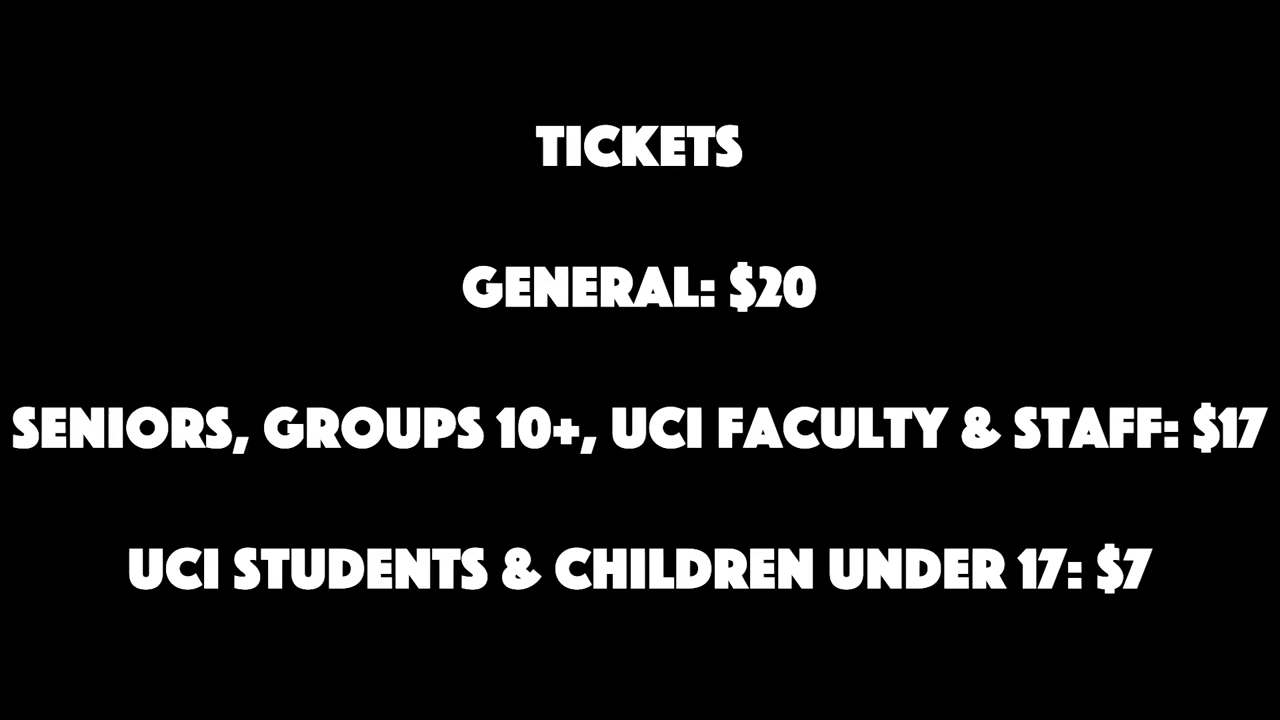 TICKETS
GENERAL: $20
SENIORS, GROUPS 10+, UCI FACULTY & STAFF: $17
UCI STUDENTS & CHILDREN UNDER 17: $7